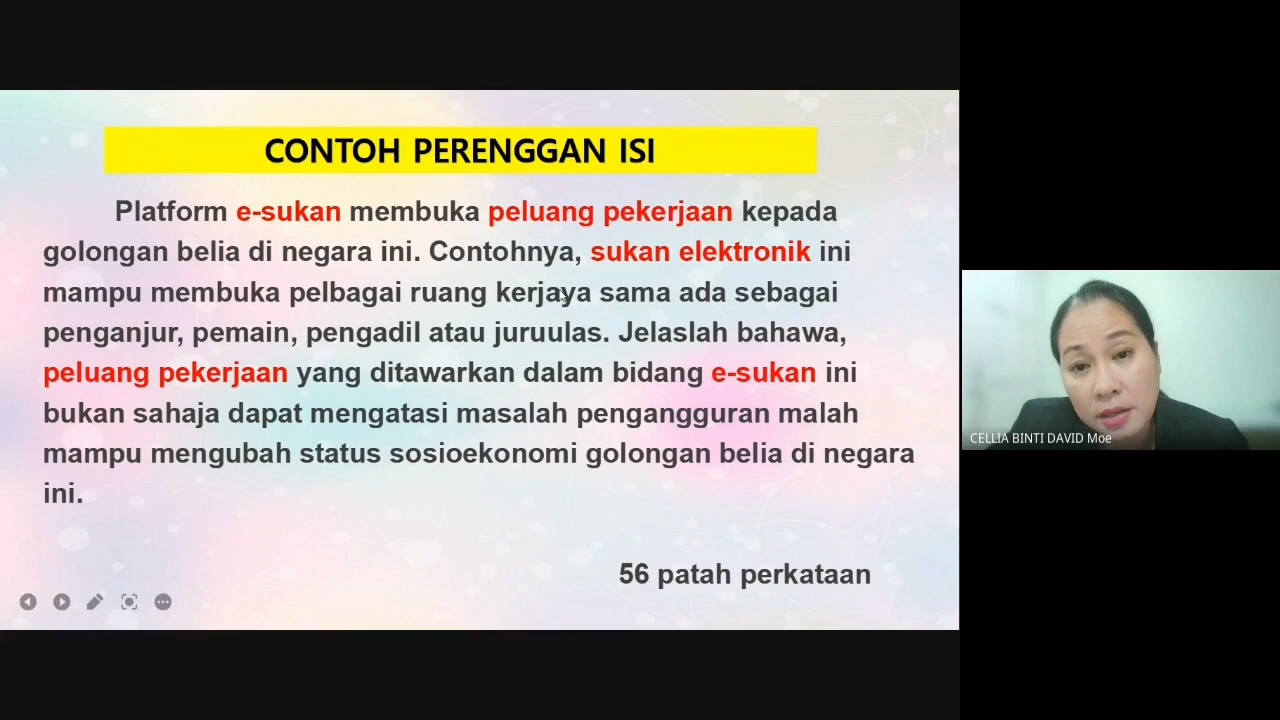 CONTOH PERENGGAN ISI
Platform e-sukan membuka peluang pekerjaan kepada
golongan belia di negara ini. Contohnya, sukan elektronik ini
mampu membuka pelbagai ruang kerjaya sama ada sebagai
penganjur, pemain, pengadil atau juruulas. Jelaslah bahawa,
peluang pekerjaan yang ditawarkan dalam bidang e-sukan ini
bukan sahaja dapat mengatasi masalah pengangguran malah
mampu mengubah status sosioekonomi golongan belia di negara
ini.
56 patah perkataan
CELLIA BINTI DAVID Moe